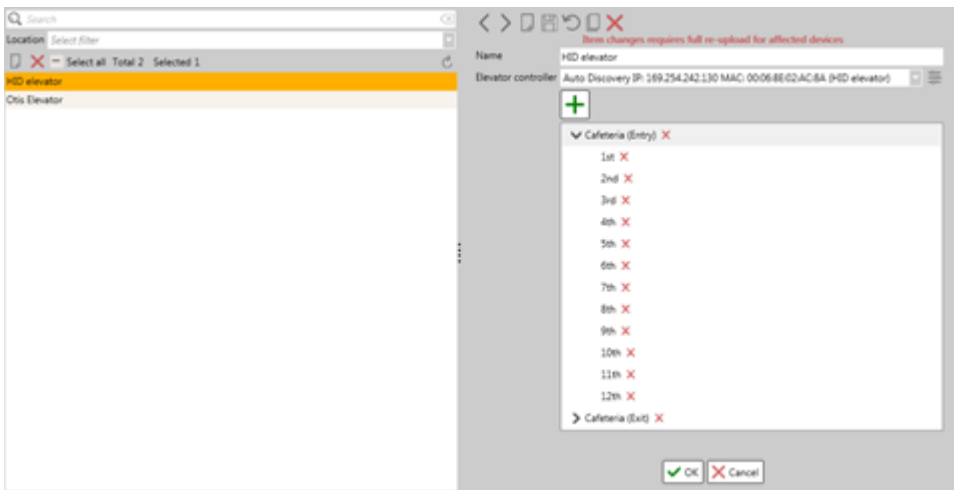 Search
Location Select filter
Select all Total 2 Selected 1
HID elevator
Otis Elevator
Item changes requires full re-upload for affected devices
Name HID elevator
Elevator controller Auto Discovery IP: 169.254.242.130 MAC: 00:06:8E:02:AC:8A (HID elevator)
Cafeteria (Entry)
1st
2nd
3rd
4th
5th
6th
7th
8th
9th
10th
11th
12th
Cafeteria (Exit)
OK Cancel